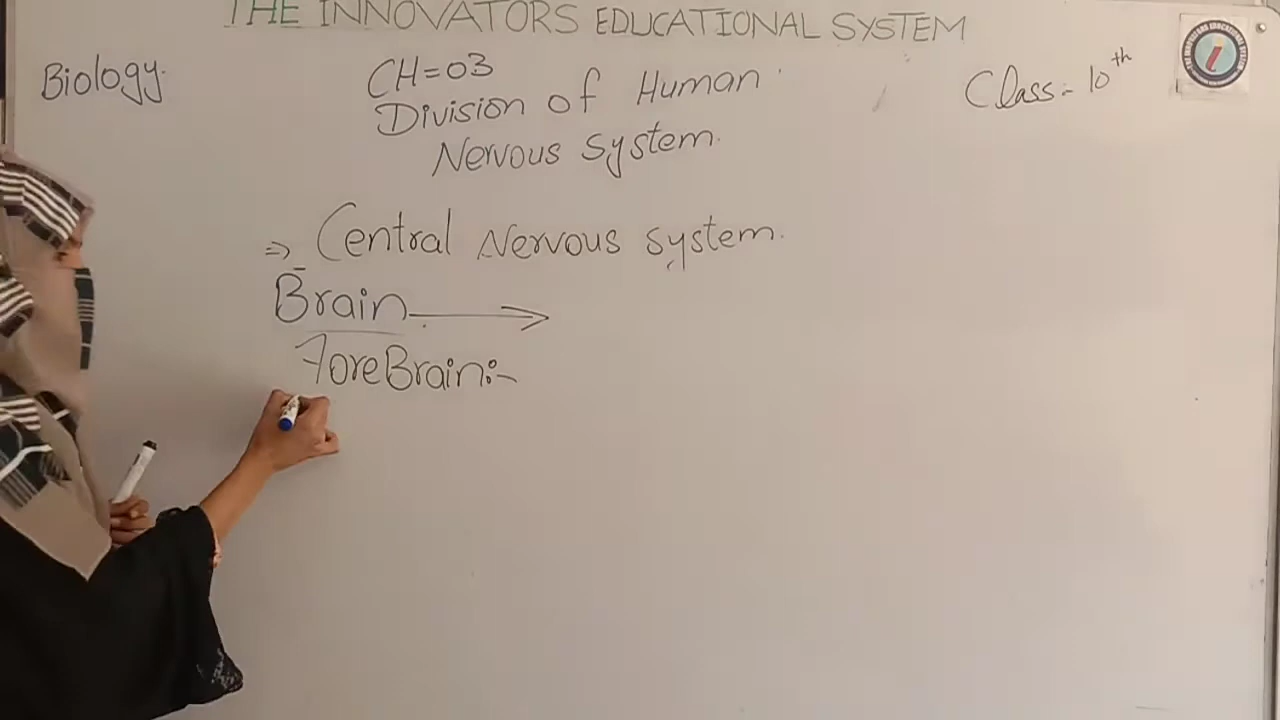 THE INNOVATORS EDUCATIONAL SYSTEM
Biology.
CH=03
Division of Human
Nervous System.
Class:- 10th
=> Central Nervous system.
Brain →
ForeBrain:-